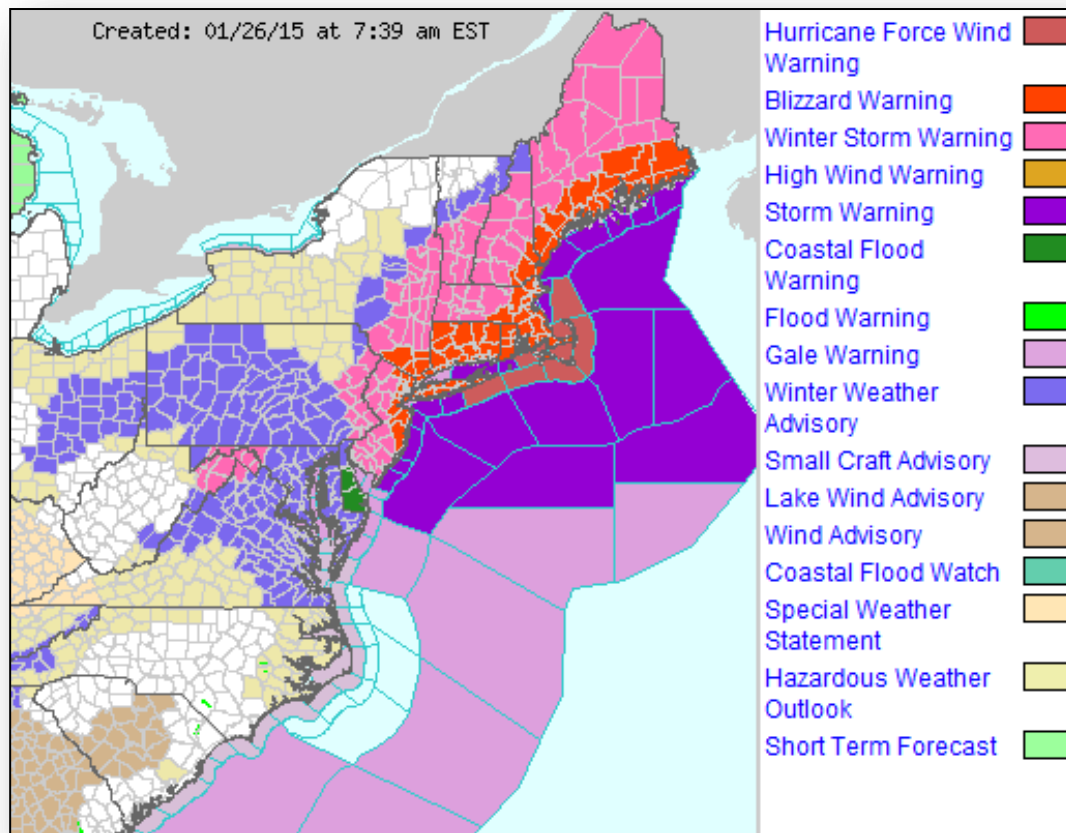 Created: 01/26/15 at 7:39 am EST
Hurricane Force Wind
Warning
Blizzard Warning
Winter Storm Warning
High Wind Warning
Storm Warning
Coastal Flood
Warning
Flood Warning
Gale Warning
Winter Weather
Advisory
Small Craft Advisory
Lake Wind Advisory
Wind Advisory
Coastal Flood Watch
Special Weather
Statement
Hazardous Weather
Outlook
Short Term Forecast